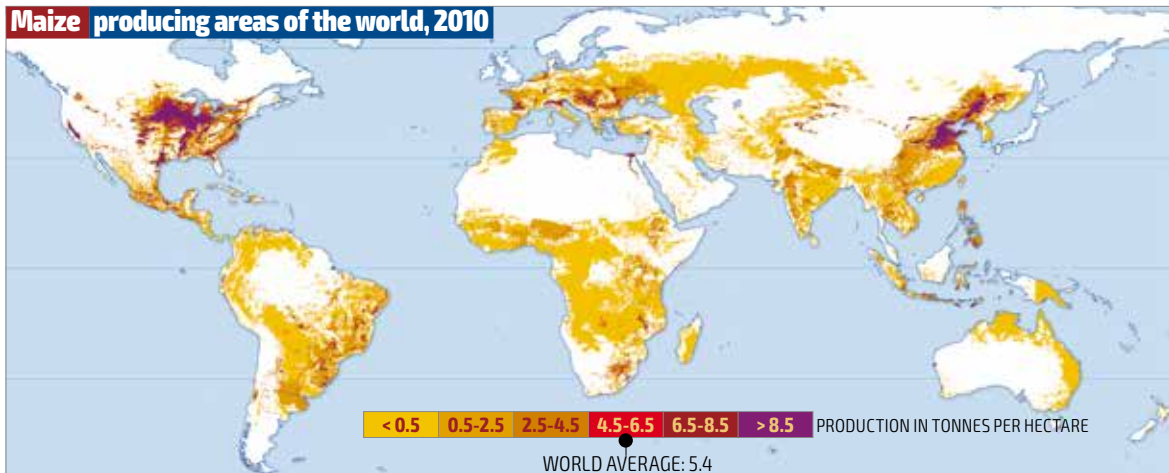 Maize producing areas of the world, 2010
< 0.5 0.5-2.5 2.5-4.5 4.5-6.5 6.5-8.5 > 8.5 PRODUCTION IN TONNES PER HECTARE
WORLD AVERAGE: 5.4